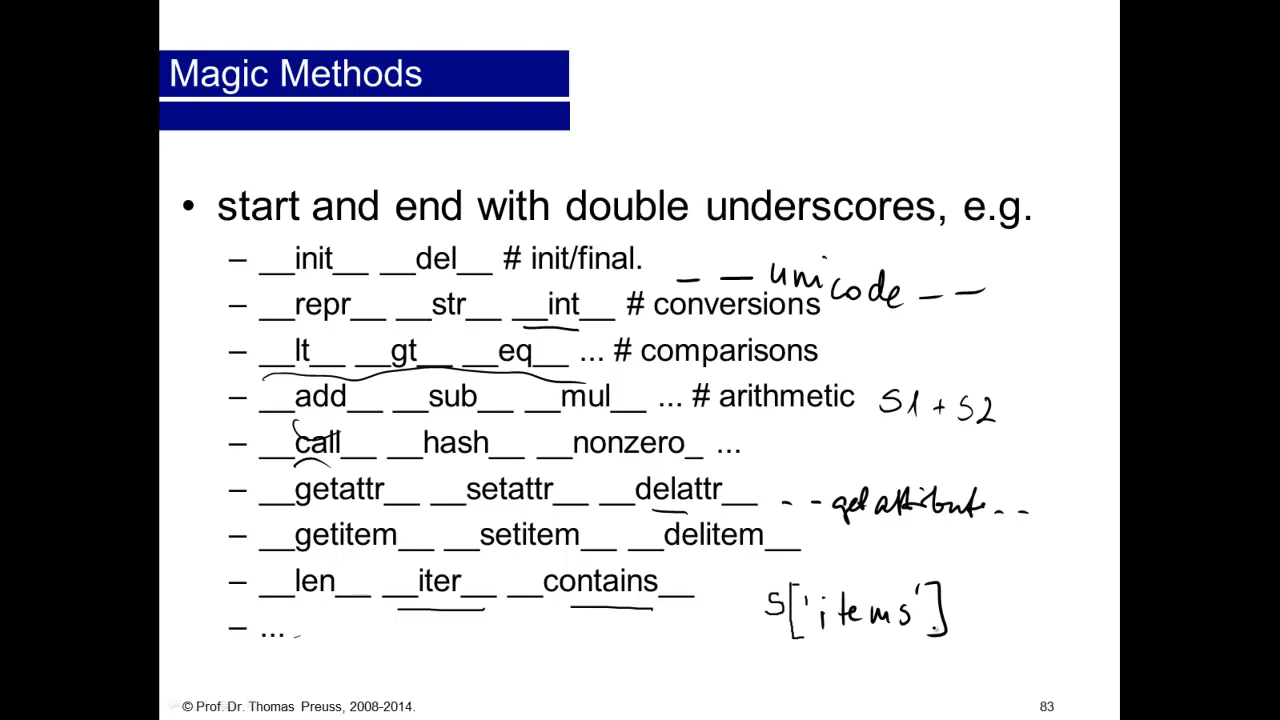 Magic Methods
• start and end with double underscores, e.g.
– __init__ __del__ # init/final.
– – unicode – –
– __repr__ __str__ __int__ # conversions
– __lt__ __gt__ __eq__ ... # comparisons
– __add__ __sub__ __mul__ ... # arithmetic S1 + S2
– __call__ __hash__ __nonzero_ ...
– __getattr__ __setattr__ __delattr__ - - getattribute - -
– __getitem__ __setitem__ __delitem__
– __len__ __iter__ __contains__
S['items']
– ...
© Prof. Dr. Thomas Preuss, 2008-2014.
83